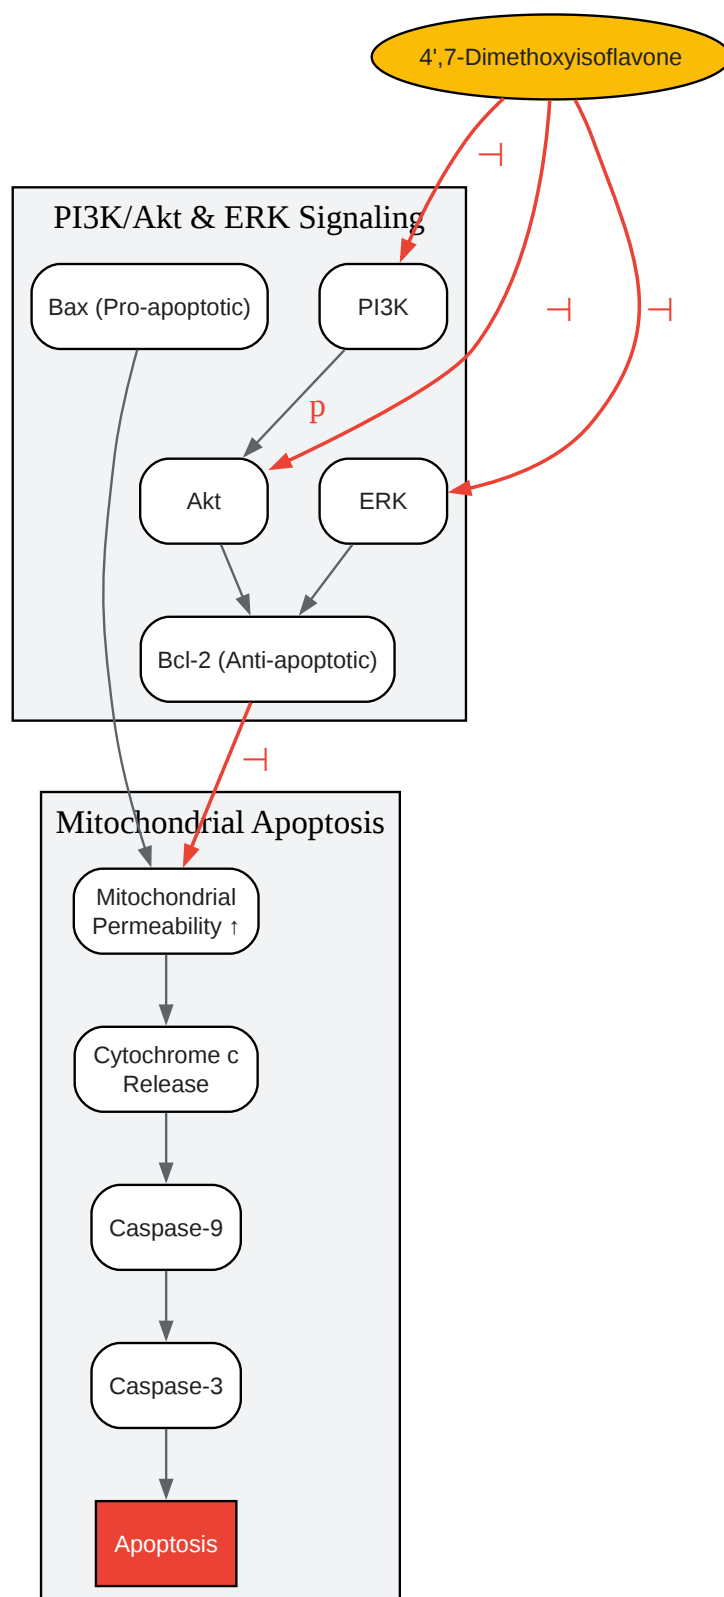 4',7-Dimethoxyisoflavone
⊣
PI3K/Akt & ERK Signaling
Bax (Pro-apoptotic)
PI3K
⊣
⊣
p
Akt
ERK
Bcl-2 (Anti-apoptotic)
⊣
Mitochondrial Apoptosis
Mitochondrial
Permeability ↑
Cytochrome c
Release
Caspase-9
Caspase-3
Apoptosis